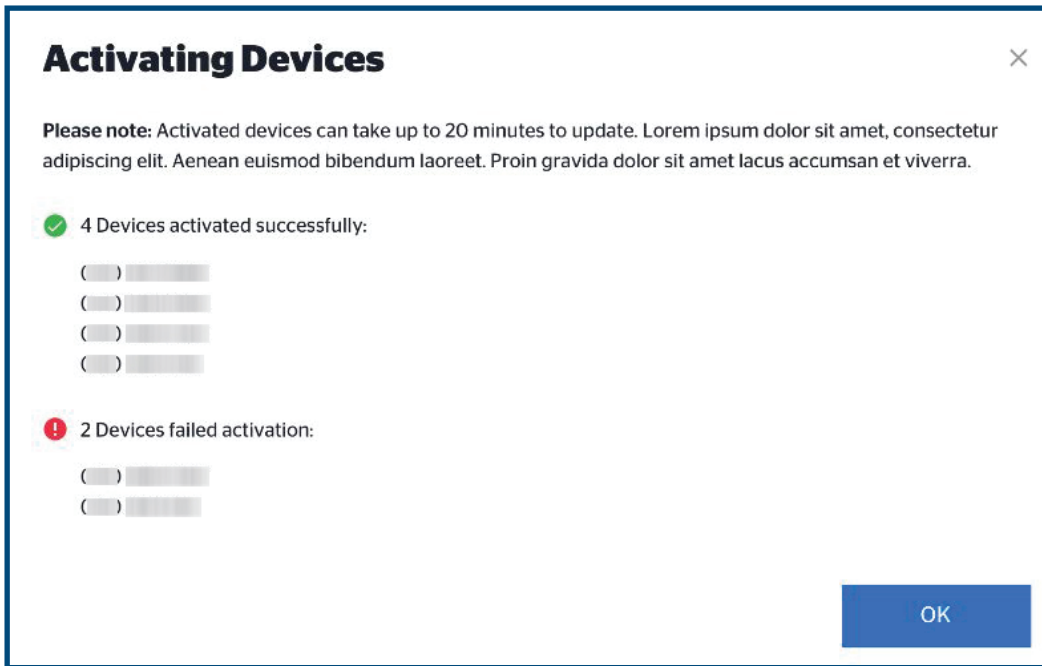 Activating Devices
Please note: Activated devices can take up to 20 minutes to update. Lorem ipsum dolor sit amet, consectetur
adipiscing elit. Aenean euismod bibendum laoreet. Proin gravida dolor sit amet lacus accumsan et viverra.
4 Devices activated successfully:
( )
( )
( )
( )
2 Devices failed activation:
( )
( )
OK